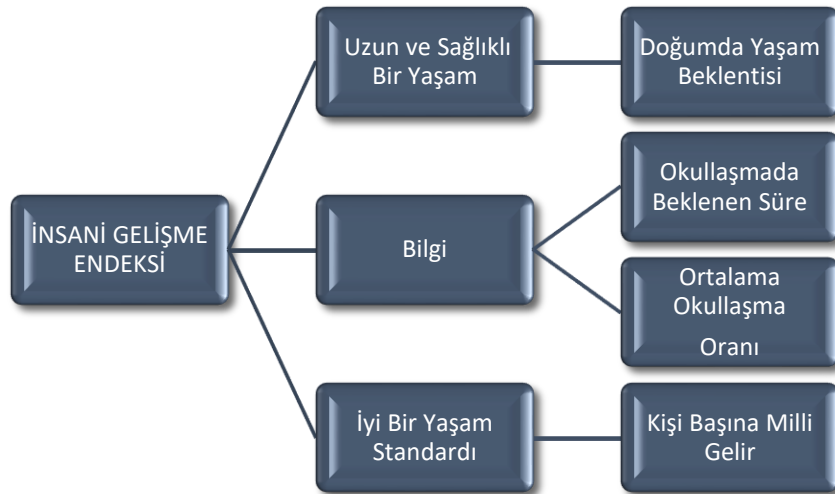 Uzun ve Sağlıklı
Bir Yaşam
Doğumda Yaşam
Beklentisi
Okullaşmada
Beklenen Süre
İNSANİ GELİŞME
ENDEKSİ
Bilgi
Ortalama
Okullaşma
Oranı
İyi Bir Yaşam
Standardı
Kişi Başına Milli
Gelir